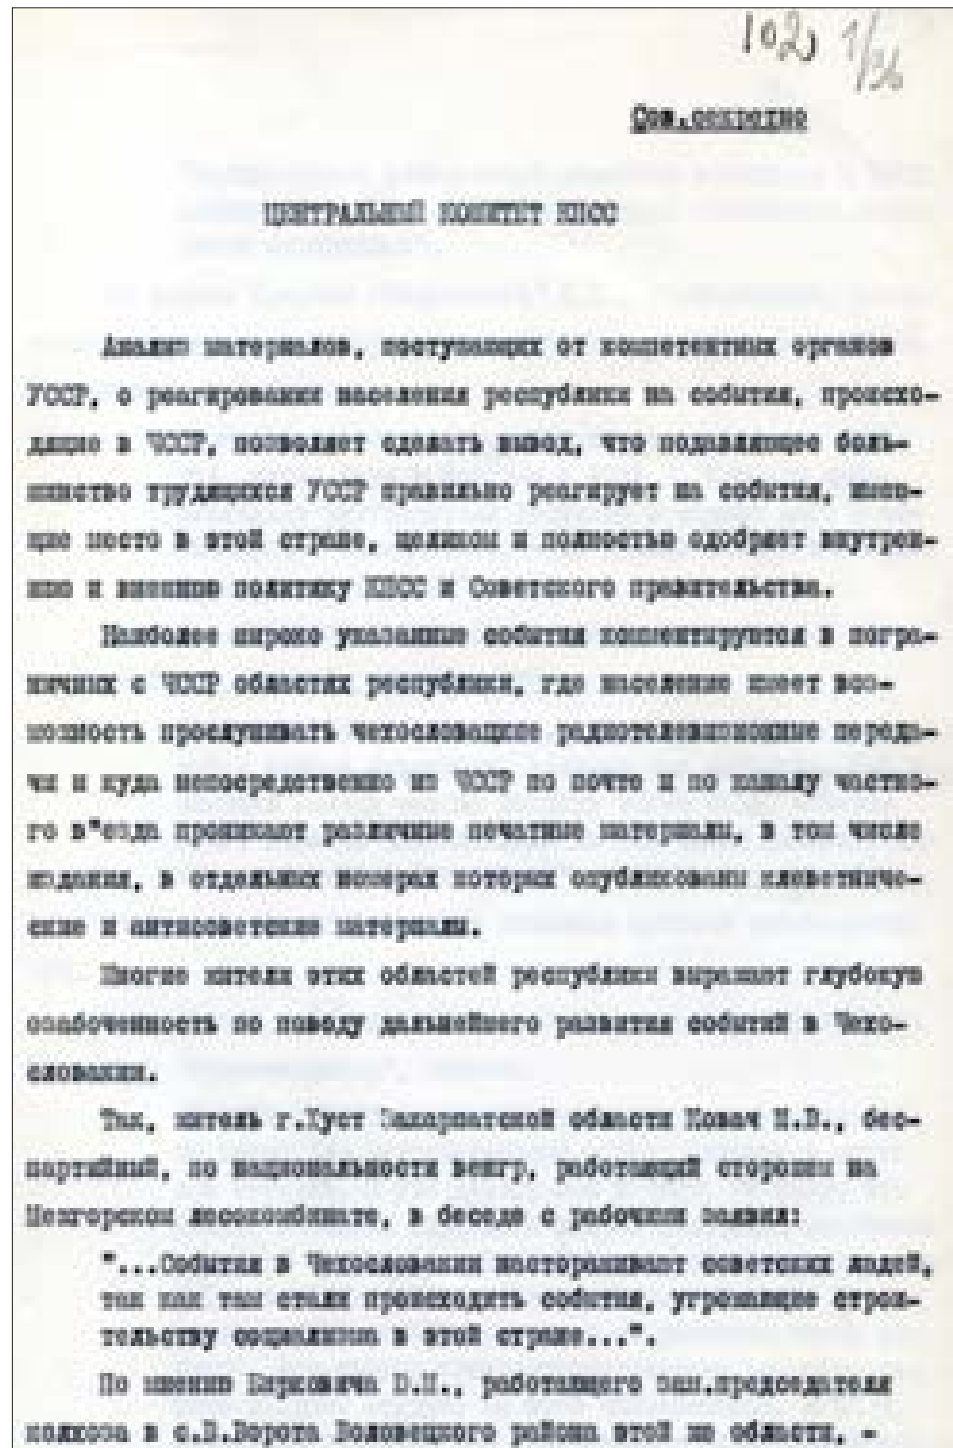 102
Сов.секретно
ЦЕНТРАЛЬНЫЙ КОМИТЕТ КПСС
Анализ материалов, поступающих от компетентных органов
УССР, о реагировании населения республики на события, происхо-
дящие в ЧССР, позволяет сделать вывод, что подавляющее боль-
шинство трудящихся УССР правильно реагирует на события, имею-
щие место в этой стране, целиком и полностью одобряет внутрен-
нюю и внешнюю политику КПСС и Советского правительства.
Наиболее широко указанные события комментируются в погра-
ничных с ЧССР областях республики, где население имеет воз-
можность прослушивать чехословацкие радиотелевизионные переда-
чи и куда непосредственно из ЧССР по почте и по каналу частно-
го в"езда проникают различные печатные материалы, в том числе
издания, в отдельных номерах которых опубликованы клеветниче-
ские и антисоветские материалы.
Многие жители этих областей республики выражают глубокую
озабоченность по поводу дальнейшего развития событий в Чехо-
словакии.
Так, житель г.Хуст Закарпатской области Ковач В., бес-
партийный, по национальности венгр, работающий сторожем на
Межгорском лесокомбинате, в беседе с рабочими заявил:
"...События в Чехословакии настораживают советских людей,
так как там стали происходить события, угрожающие строи-
тельству социализма в этой стране...".
По мнению работающего зам.председателя
колхоза в с.В.Ворота Воловецкого района этой же области, -